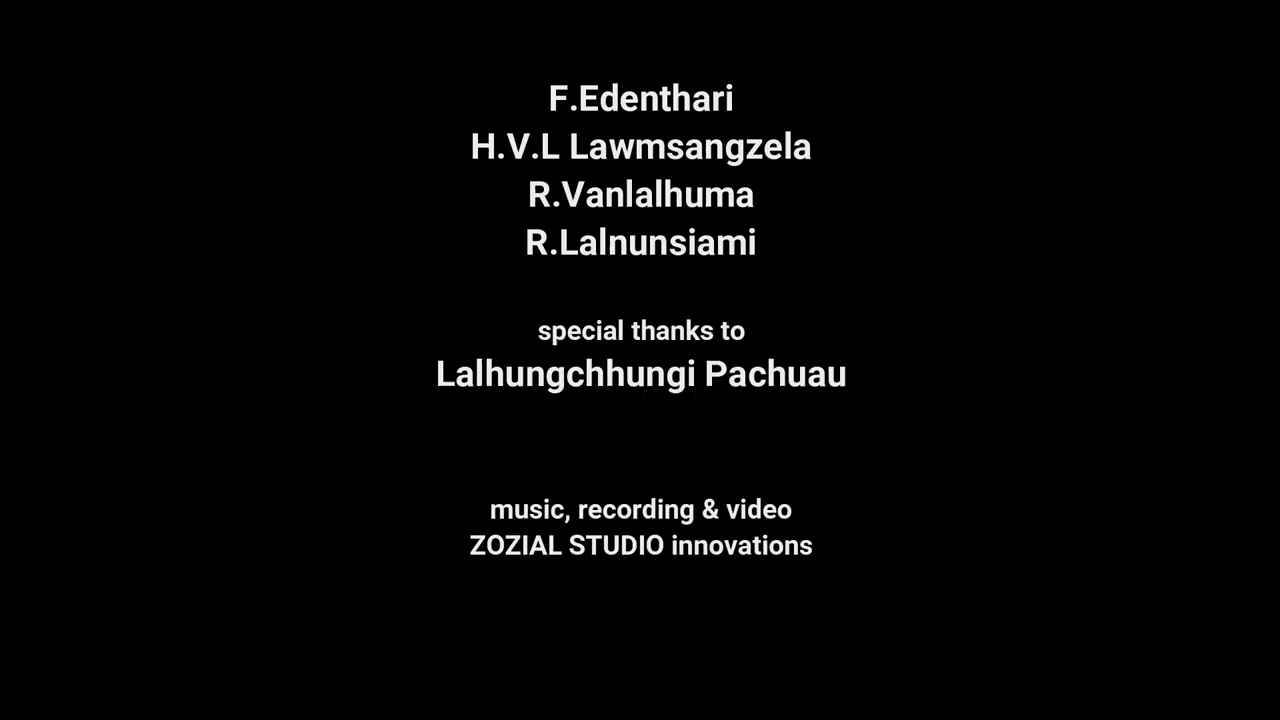 F.Edenthari
H.V.L Lawmsangzela
R.Vanlalhuma
R.Lalnunsiami
special thanks to
Lalhungchhungi Pachuau
music, recording & video
ZOZIAL STUDIO innovations